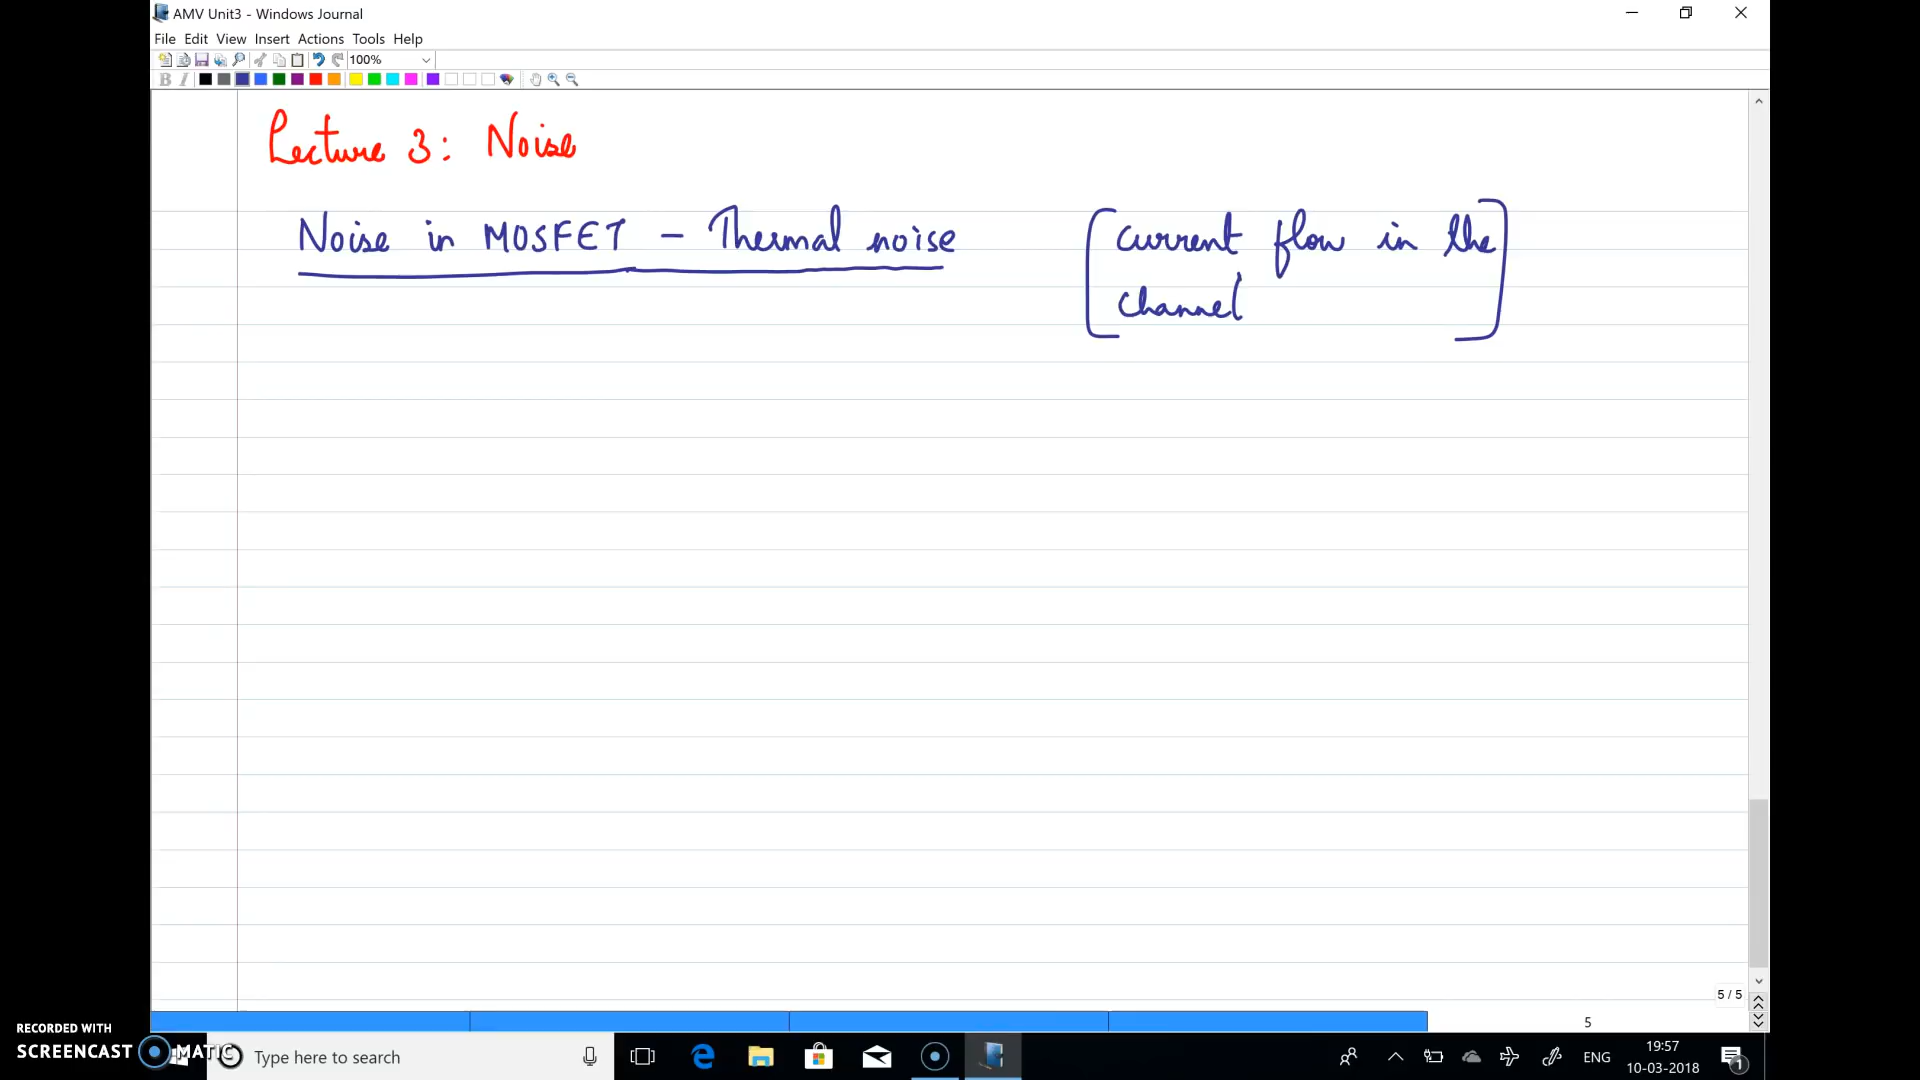 AMV Unit3 - Windows Journal
File Edit View Insert Actions Tools Help
100%
B I
Lecture 3: Noise
Noise in MOSFET – Thermal noise [current flow in the
channel]
5 / 5
5
RECORDED WITH
SCREENCAST MATIC
Type here to search
ENG
19:57
10-03-2018
1